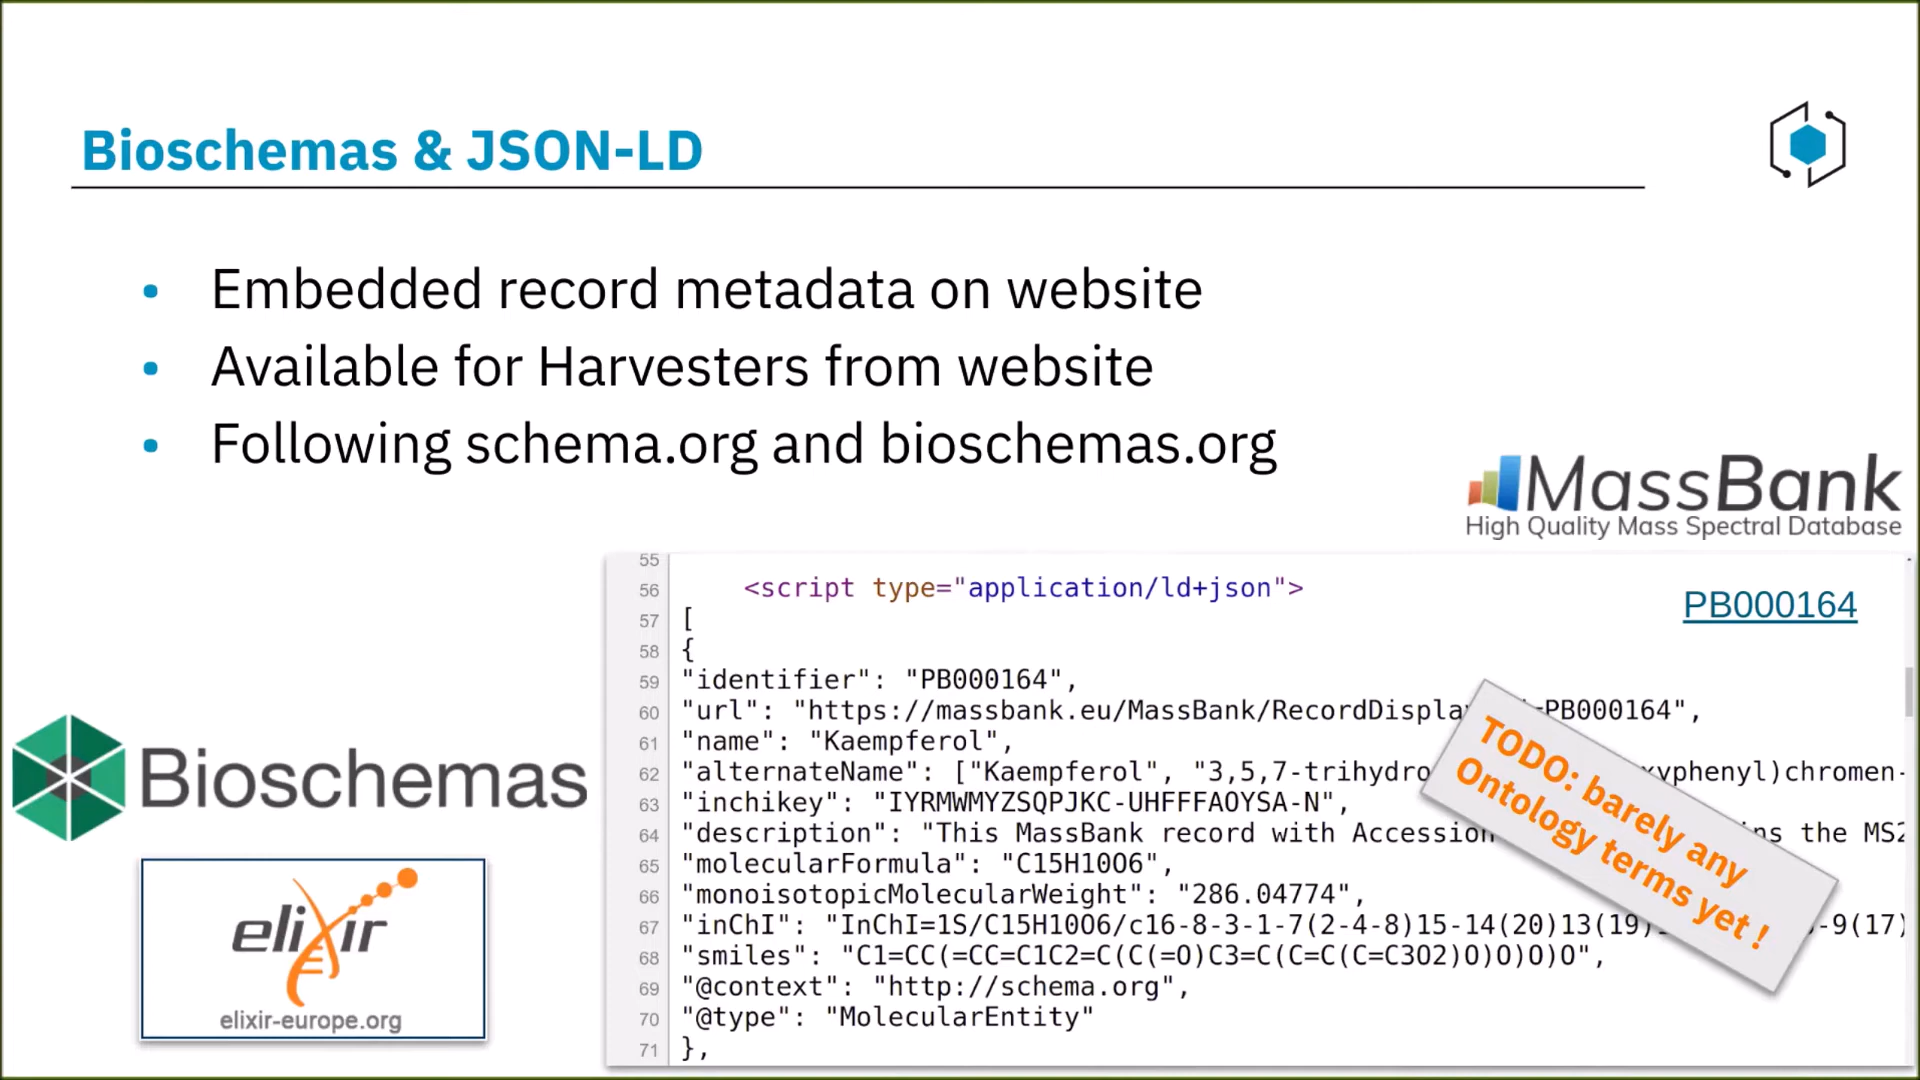 Bioschemas & JSON-LD
• Embedded record metadata on website
• Available for Harvesters from website
• Following schema.org and bioschemas.org
MassBank
High Quality Mass Spectral Database
PB000164
55
56 <script type="application/ld+json">
57 [
58 {
59 "identifier": "PB000164",
60 "url": "https://massbank.eu/MassBank/RecordDispla PB000164",
61 "name": "Kaempferol",
62 "alternateName": ["Kaempferol", "3,5,7-trihydro xyphenyl)chromen-
63 "inchikey": "IYRMWMYZSQPJKC-UHFFFAOYSA-N",
64 "description": "This MassBank record with Accession ns the MS2
65 "molecularFormula": "C15H10O6",
66 "monoisotopicMolecularWeight": "286.04774",
67 "inChI": "InChI=1S/C15H10O6/c16-8-3-1-7(2-4-8)15-14(20)13(19) -9(17)
68 "smiles": "C1=CC(=CC=C1C2=C(C(=O)C3=C(C=C(C=C3O2)O)O)O)O",
69 "@context": "http://schema.org",
70 "@type": "MolecularEntity"
71 },
TODO: barely any
Ontology terms yet !
Bioschemas
elixir
elixir-europe.org